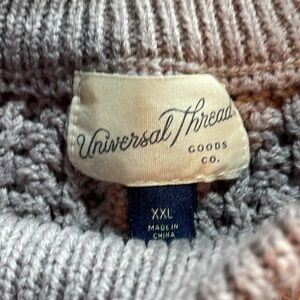 Universal Thread
GOODS
CO.
XXL
MADE IN
CHINA